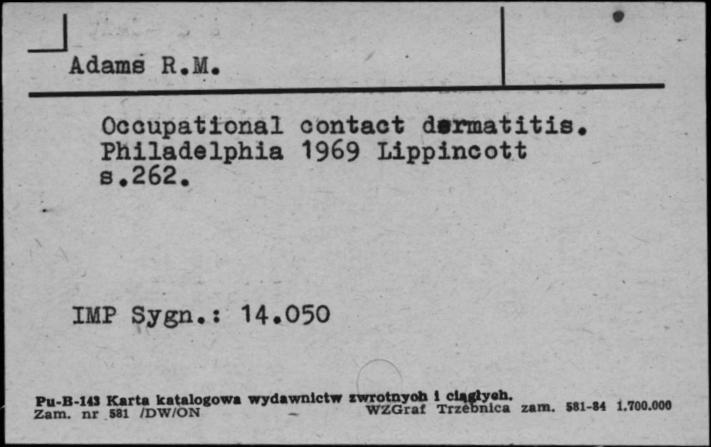 Adams R.M.
Occupational contact dermatitis.
Philadelphia 1969 Lippincott
s.262.
IMP Sygn.: 14.050
Pu-B-143 Karta katalogowa wydawnictw zwrotnych i ciągłych.
Zam. nr 581 /DW/ON WZGraf Trzebnica zam. 581-84 1.700.000